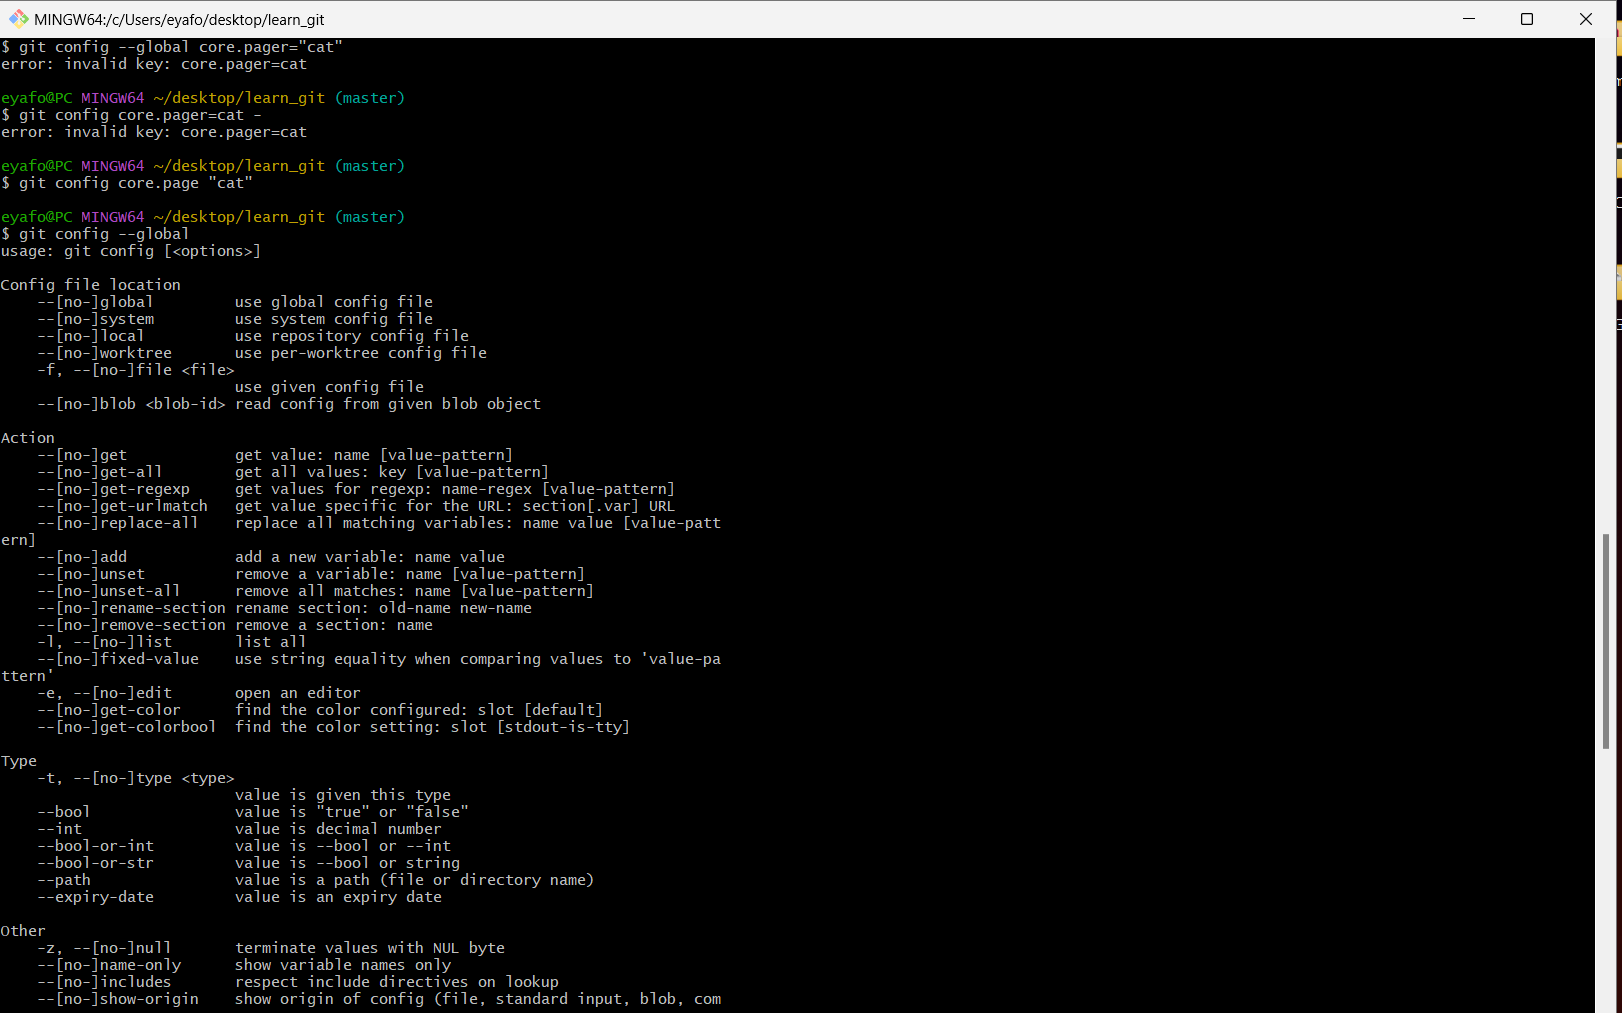 MINGW64:/c/Users/eyafo/desktop/learn_git
$ git config --global core.pager="cat"
error: invalid key: core.pager=cat
eyafo@PC MINGW64 ~/desktop/learn_git (master)
$ git config core.pager=cat -
error: invalid key: core.pager=cat
eyafo@PC MINGW64 ~/desktop/learn_git (master)
$ git config core.page "cat"
eyafo@PC MINGW64 ~/desktop/learn_git (master)
$ git config --global
usage: git config [<options>]
Config file location
    --[no-]global         use global config file
    --[no-]system         use system config file
    --[no-]local          use repository config file
    --[no-]worktree       use per-worktree config file
    -f, --[no-]file <file>
                          use given config file
    --[no-]blob <blob-id> read config from given blob object
Action
    --[no-]get            get value: name [value-pattern]
    --[no-]get-all        get all values: key [value-pattern]
    --[no-]get-regexp     get values for regexp: name-regex [value-pattern]
    --[no-]get-urlmatch   get value specific for the URL: section[.var] URL
    --[no-]replace-all    replace all matching variables: name value [value-patt
ern]
    --[no-]add            add a new variable: name value
    --[no-]unset          remove a variable: name [value-pattern]
    --[no-]unset-all      remove all matches: name [value-pattern]
    --[no-]rename-section rename section: old-name new-name
    --[no-]remove-section remove a section: name
    -l, --[no-]list       list all
    --[no-]fixed-value    use string equality when comparing values to 'value-pa
ttern'
    -e, --[no-]edit       open an editor
    --[no-]get-color      find the color configured: slot [default]
    --[no-]get-colorbool  find the color setting: slot [stdout-is-tty]
Type
    -t, --[no-]type <type>
                          value is given this type
    --bool                value is "true" or "false"
    --int                 value is decimal number
    --bool-or-int         value is --bool or --int
    --bool-or-str         value is --bool or string
    --path                value is a path (file or directory name)
    --expiry-date         value is an expiry date
Other
    -z, --[no-]null       terminate values with NUL byte
    --[no-]name-only      show variable names only
    --[no-]includes       respect include directives on lookup
    --[no-]show-origin    show origin of config (file, standard input, blob, com